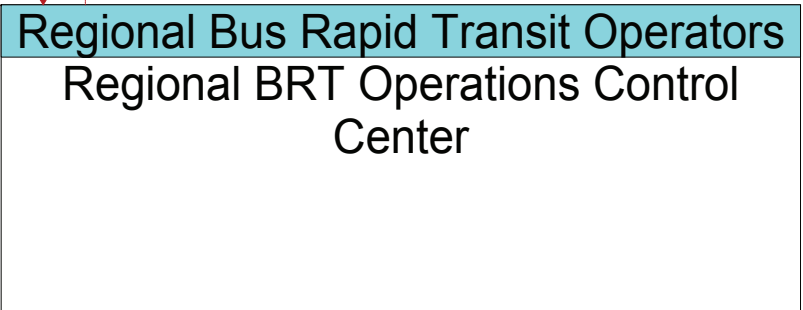 Regional Bus Rapid Transit Operators
Regional BRT Operations Control
Center